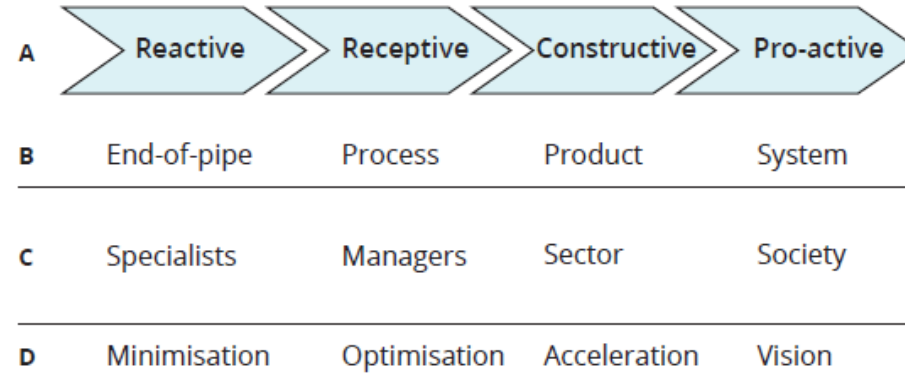 A Reactive Receptive Constructive Pro-active
B End-of-pipe Process Product System
C Specialists Managers Sector Society
D Minimisation Optimisation Acceleration Vision